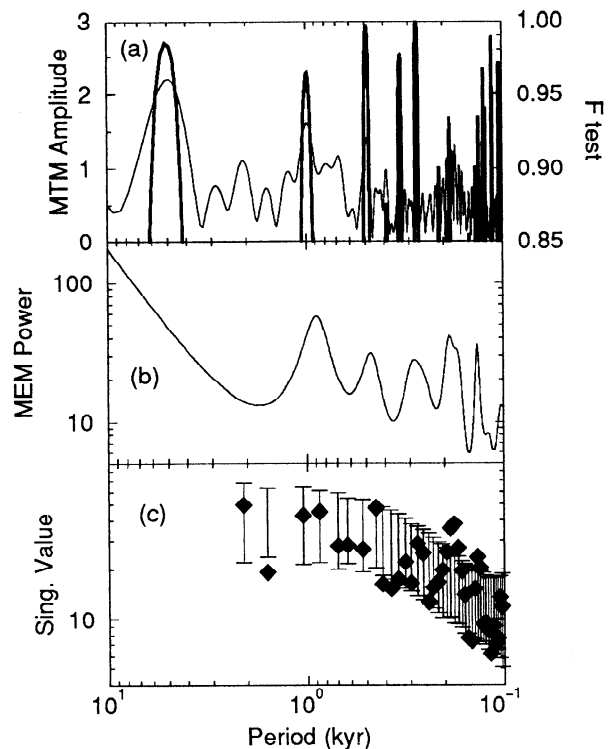 (a)
3
2
1
0
MTM Amplitude
1.00
0.95
0.90
0.85
F test
(b)
100
10
MEM Power
(c)
10
Sing. Value
10¹ 10⁰ 10⁻¹
Period (kyr)